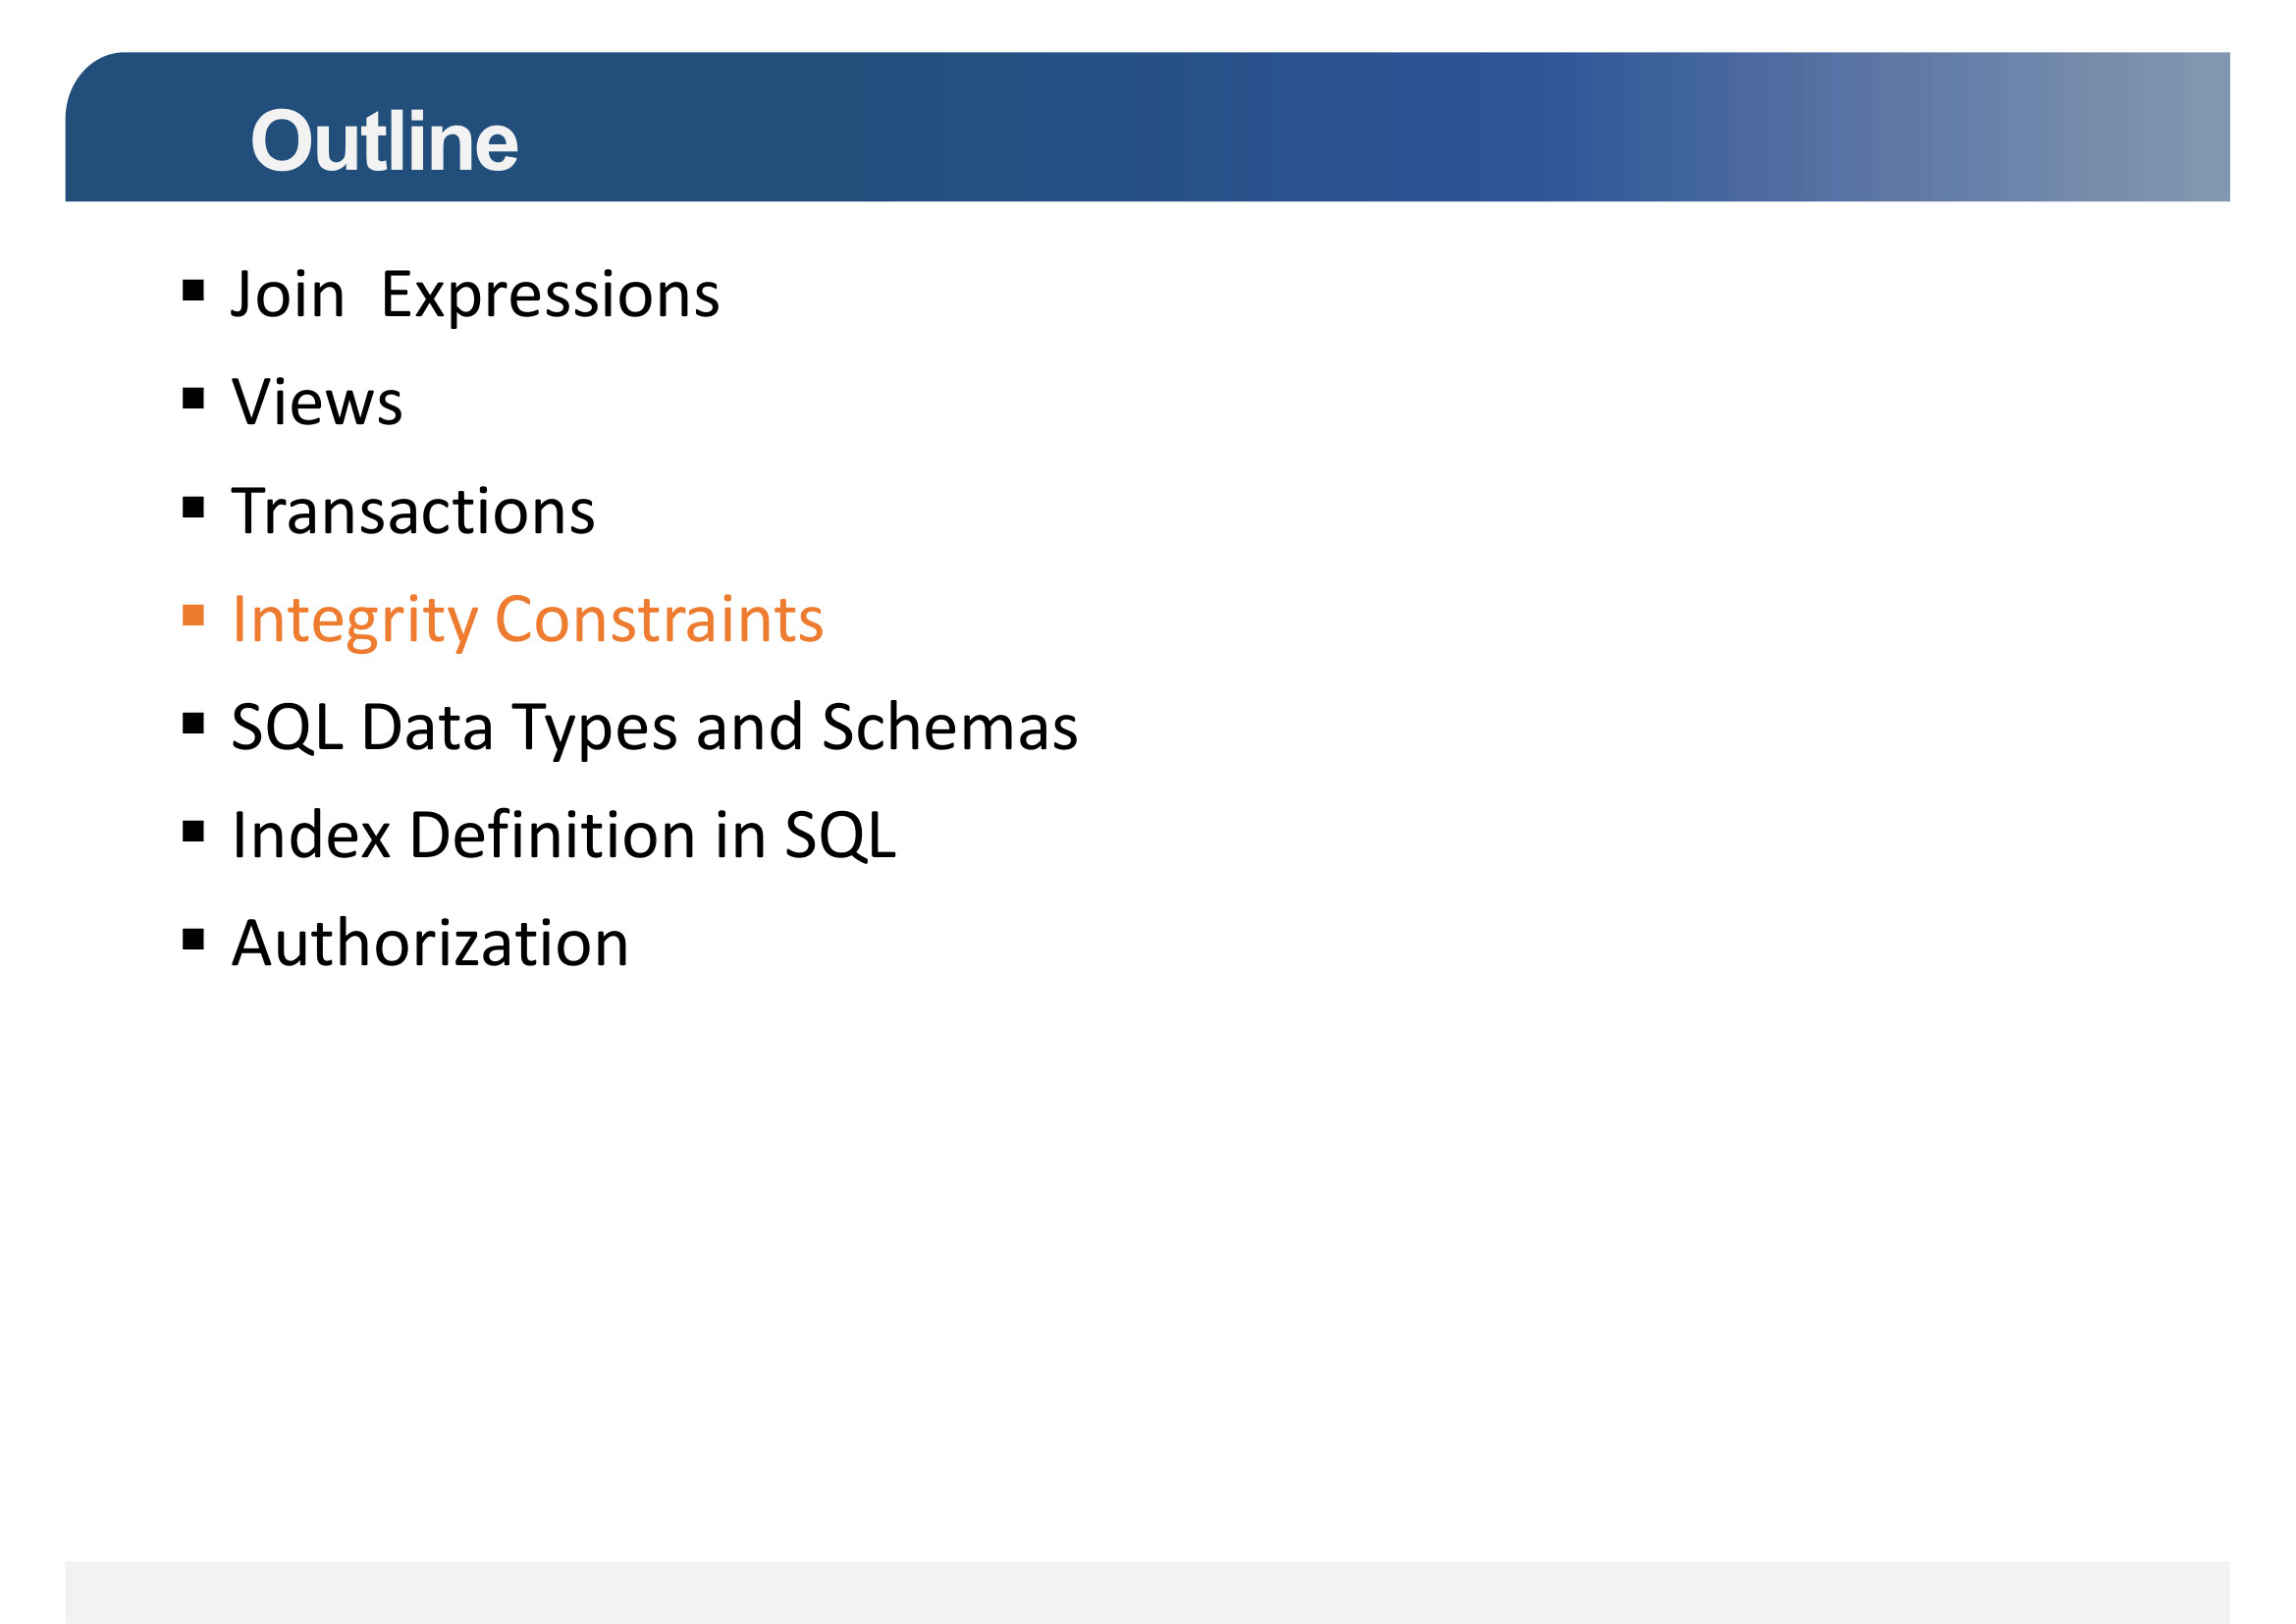 Outline
▪ Join  Expressions
▪ Views
▪ Transactions
▪ Integrity Constraints
▪ SQL Data Types and Schemas
▪ Index Definition in SQL
▪ Authorization